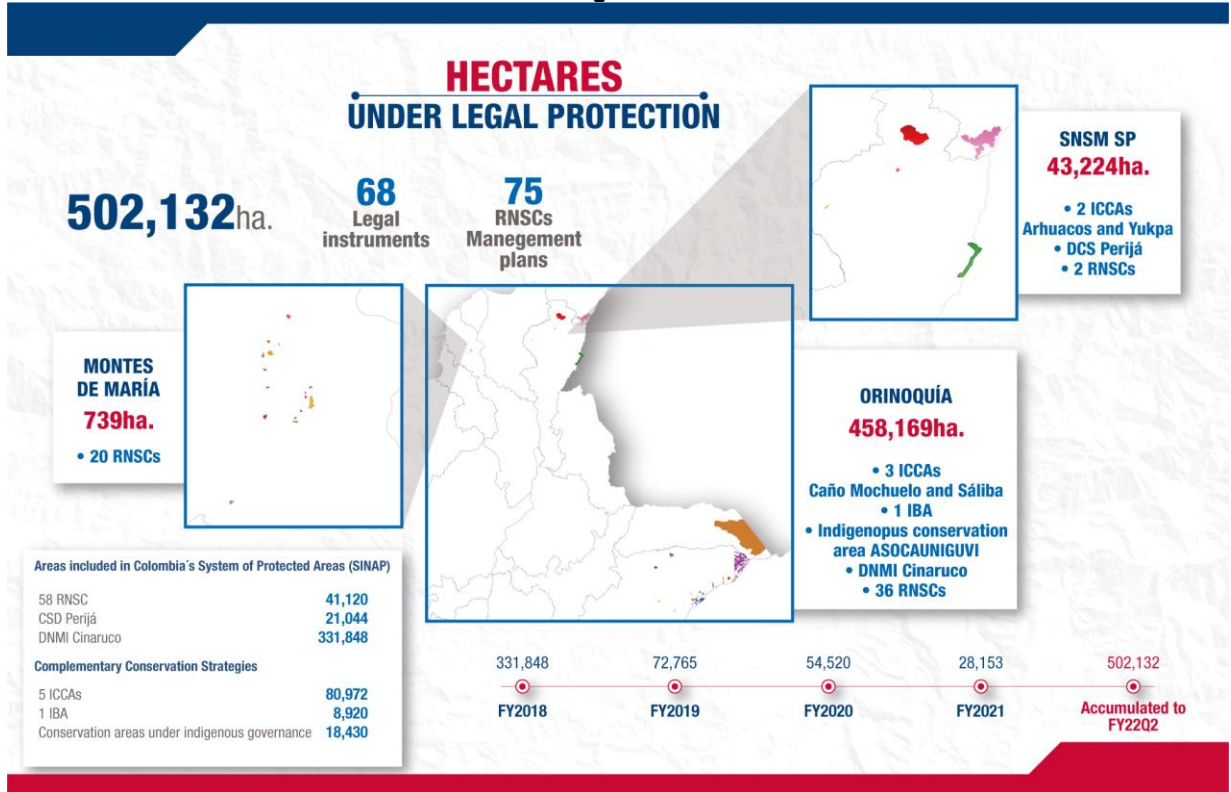 HECTARES
UNDER LEGAL PROTECTION
502,132ha.
68
Legal
instruments
75
RNSCs
Manegement
plans
SNSM SP
43,224ha.
• 2 ICCAs
Arhuacos and Yukpa
• DCS Perijá
• 2 RNSCs
MONTES
DE MARÍA
739ha.
• 20 RNSCs
ORINOQUÍA
458,169ha.
• 3 ICCAs
Caño Mochuelo and Sáliba
• 1 IBA
• Indigenopus conservation
area ASOCAUNIGUVI
• DNMI Cinaruco
• 36 RNSCs
Areas included in Colombia´s System of Protected Areas (SINAP)
58 RNSC 41,120
CSD Perijá 21,044
DNMI Cinaruco 331,848
Complementary Conservation Strategies
5 ICCAs 80,972
1 IBA 8,920
Conservation areas under indigenous governance 18,430
331,848 72,765 54,520 28,153 502,132
FY2018 FY2019 FY2020 FY2021 Accumulated to
FY22Q2